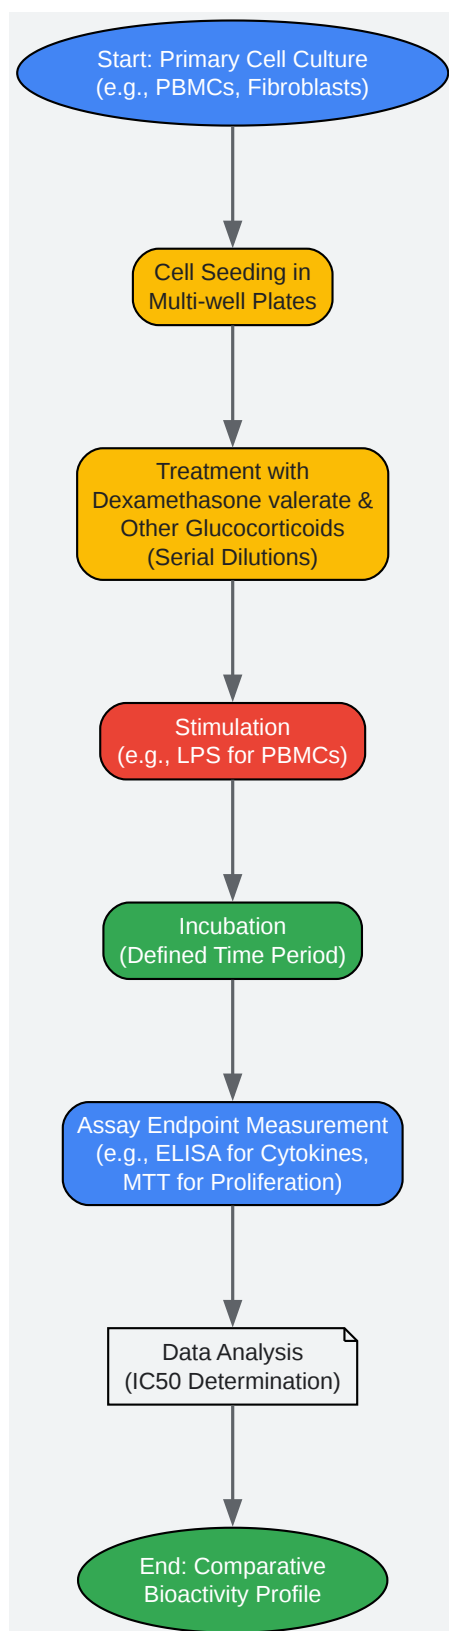 Start: Primary Cell Culture
(e.g., PBMCs, Fibroblasts)
Cell Seeding in
Multi-well Plates
Treatment with
Dexamethasone valerate &
Other Glucocorticoids
(Serial Dilutions)
Stimulation
(e.g., LPS for PBMCs)
Incubation
(Defined Time Period)
Assay Endpoint Measurement
(e.g., ELISA for Cytokines,
MTT for Proliferation)
Data Analysis
(IC50 Determination)
End: Comparative
Bioactivity Profile